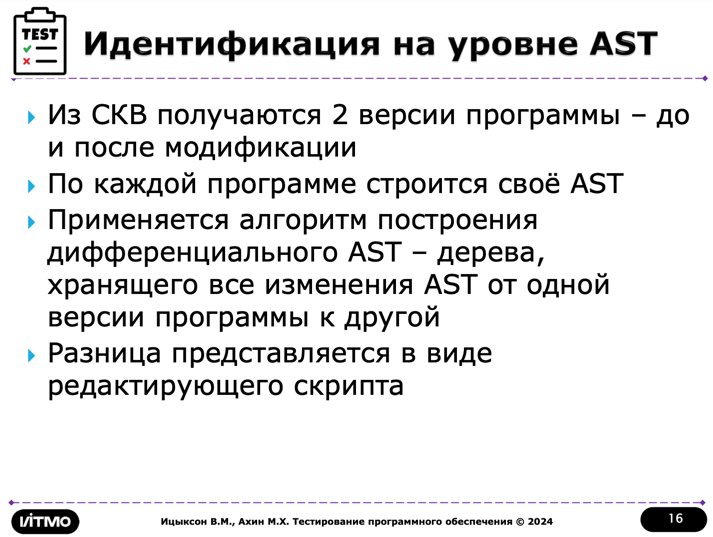 TEST
Идентификация на уровне AST
Из СКВ получаются 2 версии программы – до
и после модификации
По каждой программе строится своё AST
Применяется алгоритм построения
дифференциального AST – дерева,
хранящего все изменения AST от одной
версии программы к другой
Разница представляется в виде
редактирующего скрипта
ИТМО
Ицыксон В.М., Ахин М.Х. Тестирование программного обеспечения © 2024
16